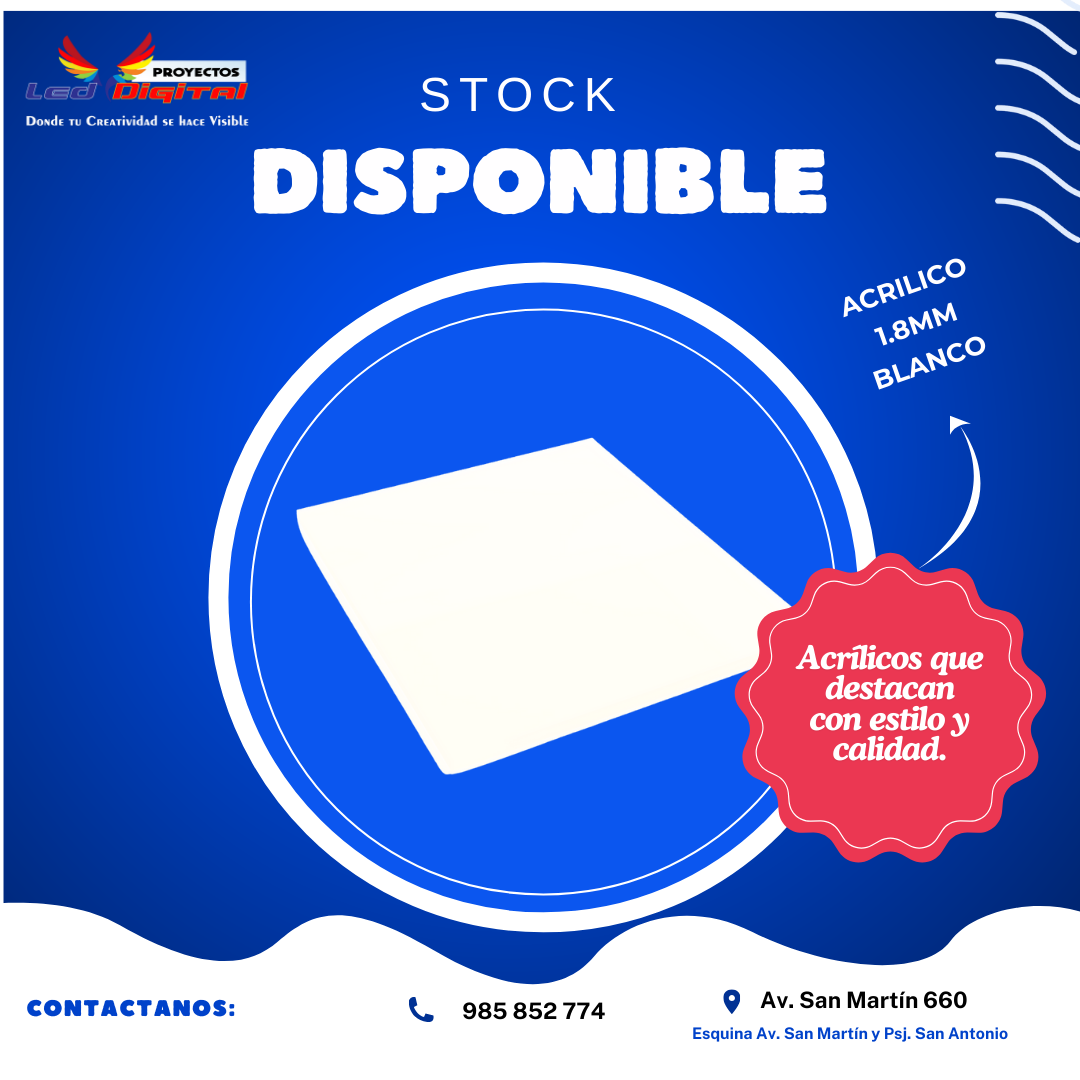 PROYECTOS
Led Digital
Donde tu Creatividad se hace Visible
STOCK
DISPONIBLE
ACRILICO
1.8MM
BLANCO
Acrílicos que
destacan
con estilo y
calidad.
CONTACTANOS:
985 852 774
Av. San Martín 660
Esquina Av. San Martín y Psj. San Antonio